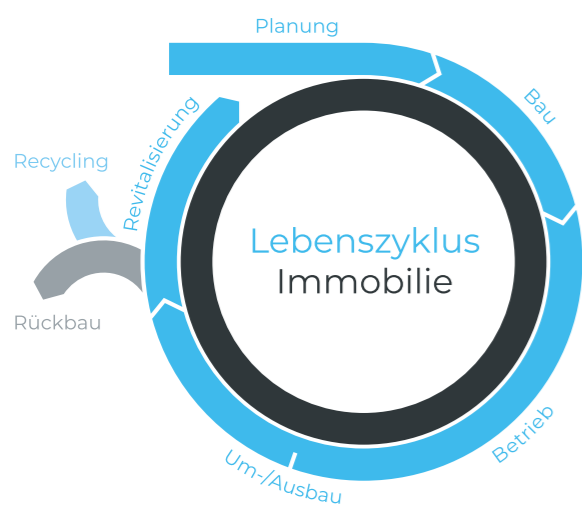 Planung
Bau
Revitalisierung
Recycling
Lebenszyklus
Immobilie
Rückbau
Betrieb
Um-/Ausbau